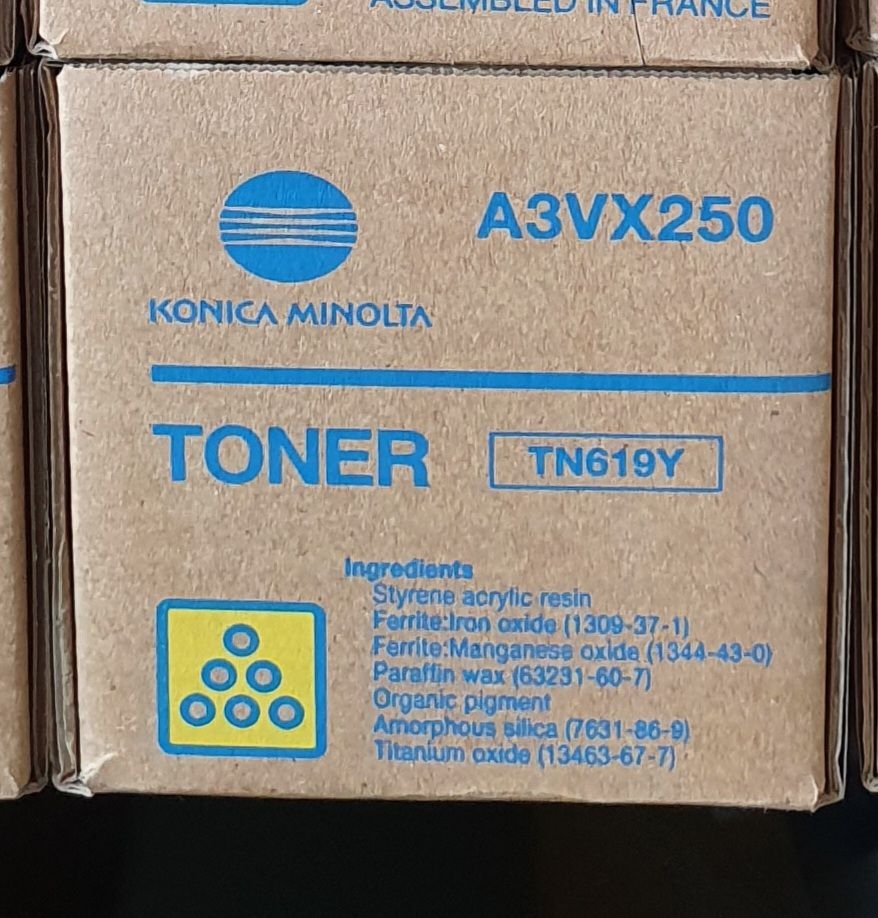 ASSEMBLED IN FRANCE
A3VX250
KONICA MINOLTA
TONER
TN619Y
Ingredients
Styrene acrylic resin
Ferrite:Iron oxide (1309-37-1)
Ferrite:Manganese oxide (1344-43-0)
Paraffin wax (63231-60-7)
Organic pigment
Amorphous silica (7631-86-9)
Titanium oxide (13463-67-7)